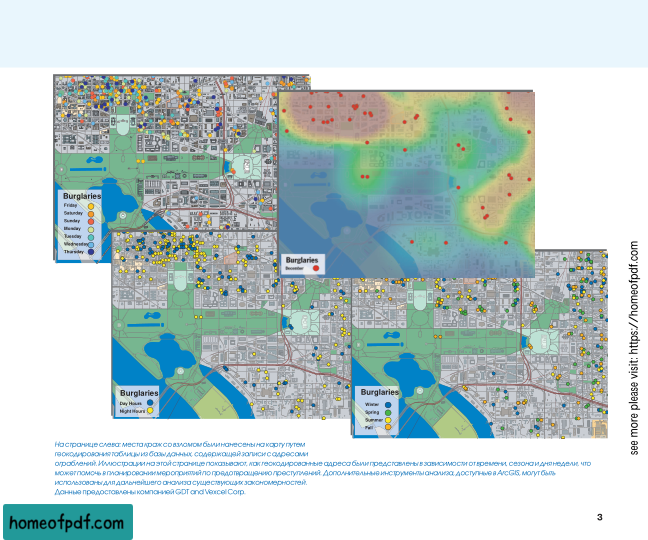 Burglaries
Friday
Saturday
Sunday
Monday
Tuesday
Wednesday
Thursday
Burglaries
December
Burglaries
Day Hours
Night Hours
Burglaries
Winter
Spring
Summer
Fall
На странице слева: места краж со взломом были нанесены на карту путем
геокодирования таблицы из базы данных, содержащей записи с адресами
ограблений. Иллюстрации на этой странице показывают, как геокодированные адреса были представлены в зависимости от времени, сезона и дня недели, что
может помочь в планировании мероприятий по предотвращению преступлений. Дополнительные инструменты анализа, доступные в ArcGIS, могут быть
использованы для дальнейшего анализа существующих закономерностей.
Данные предоставлены компанией GDT and Vexcel Corp.
3
see more please visit: https://homeofpdf.com
homeofpdf.com